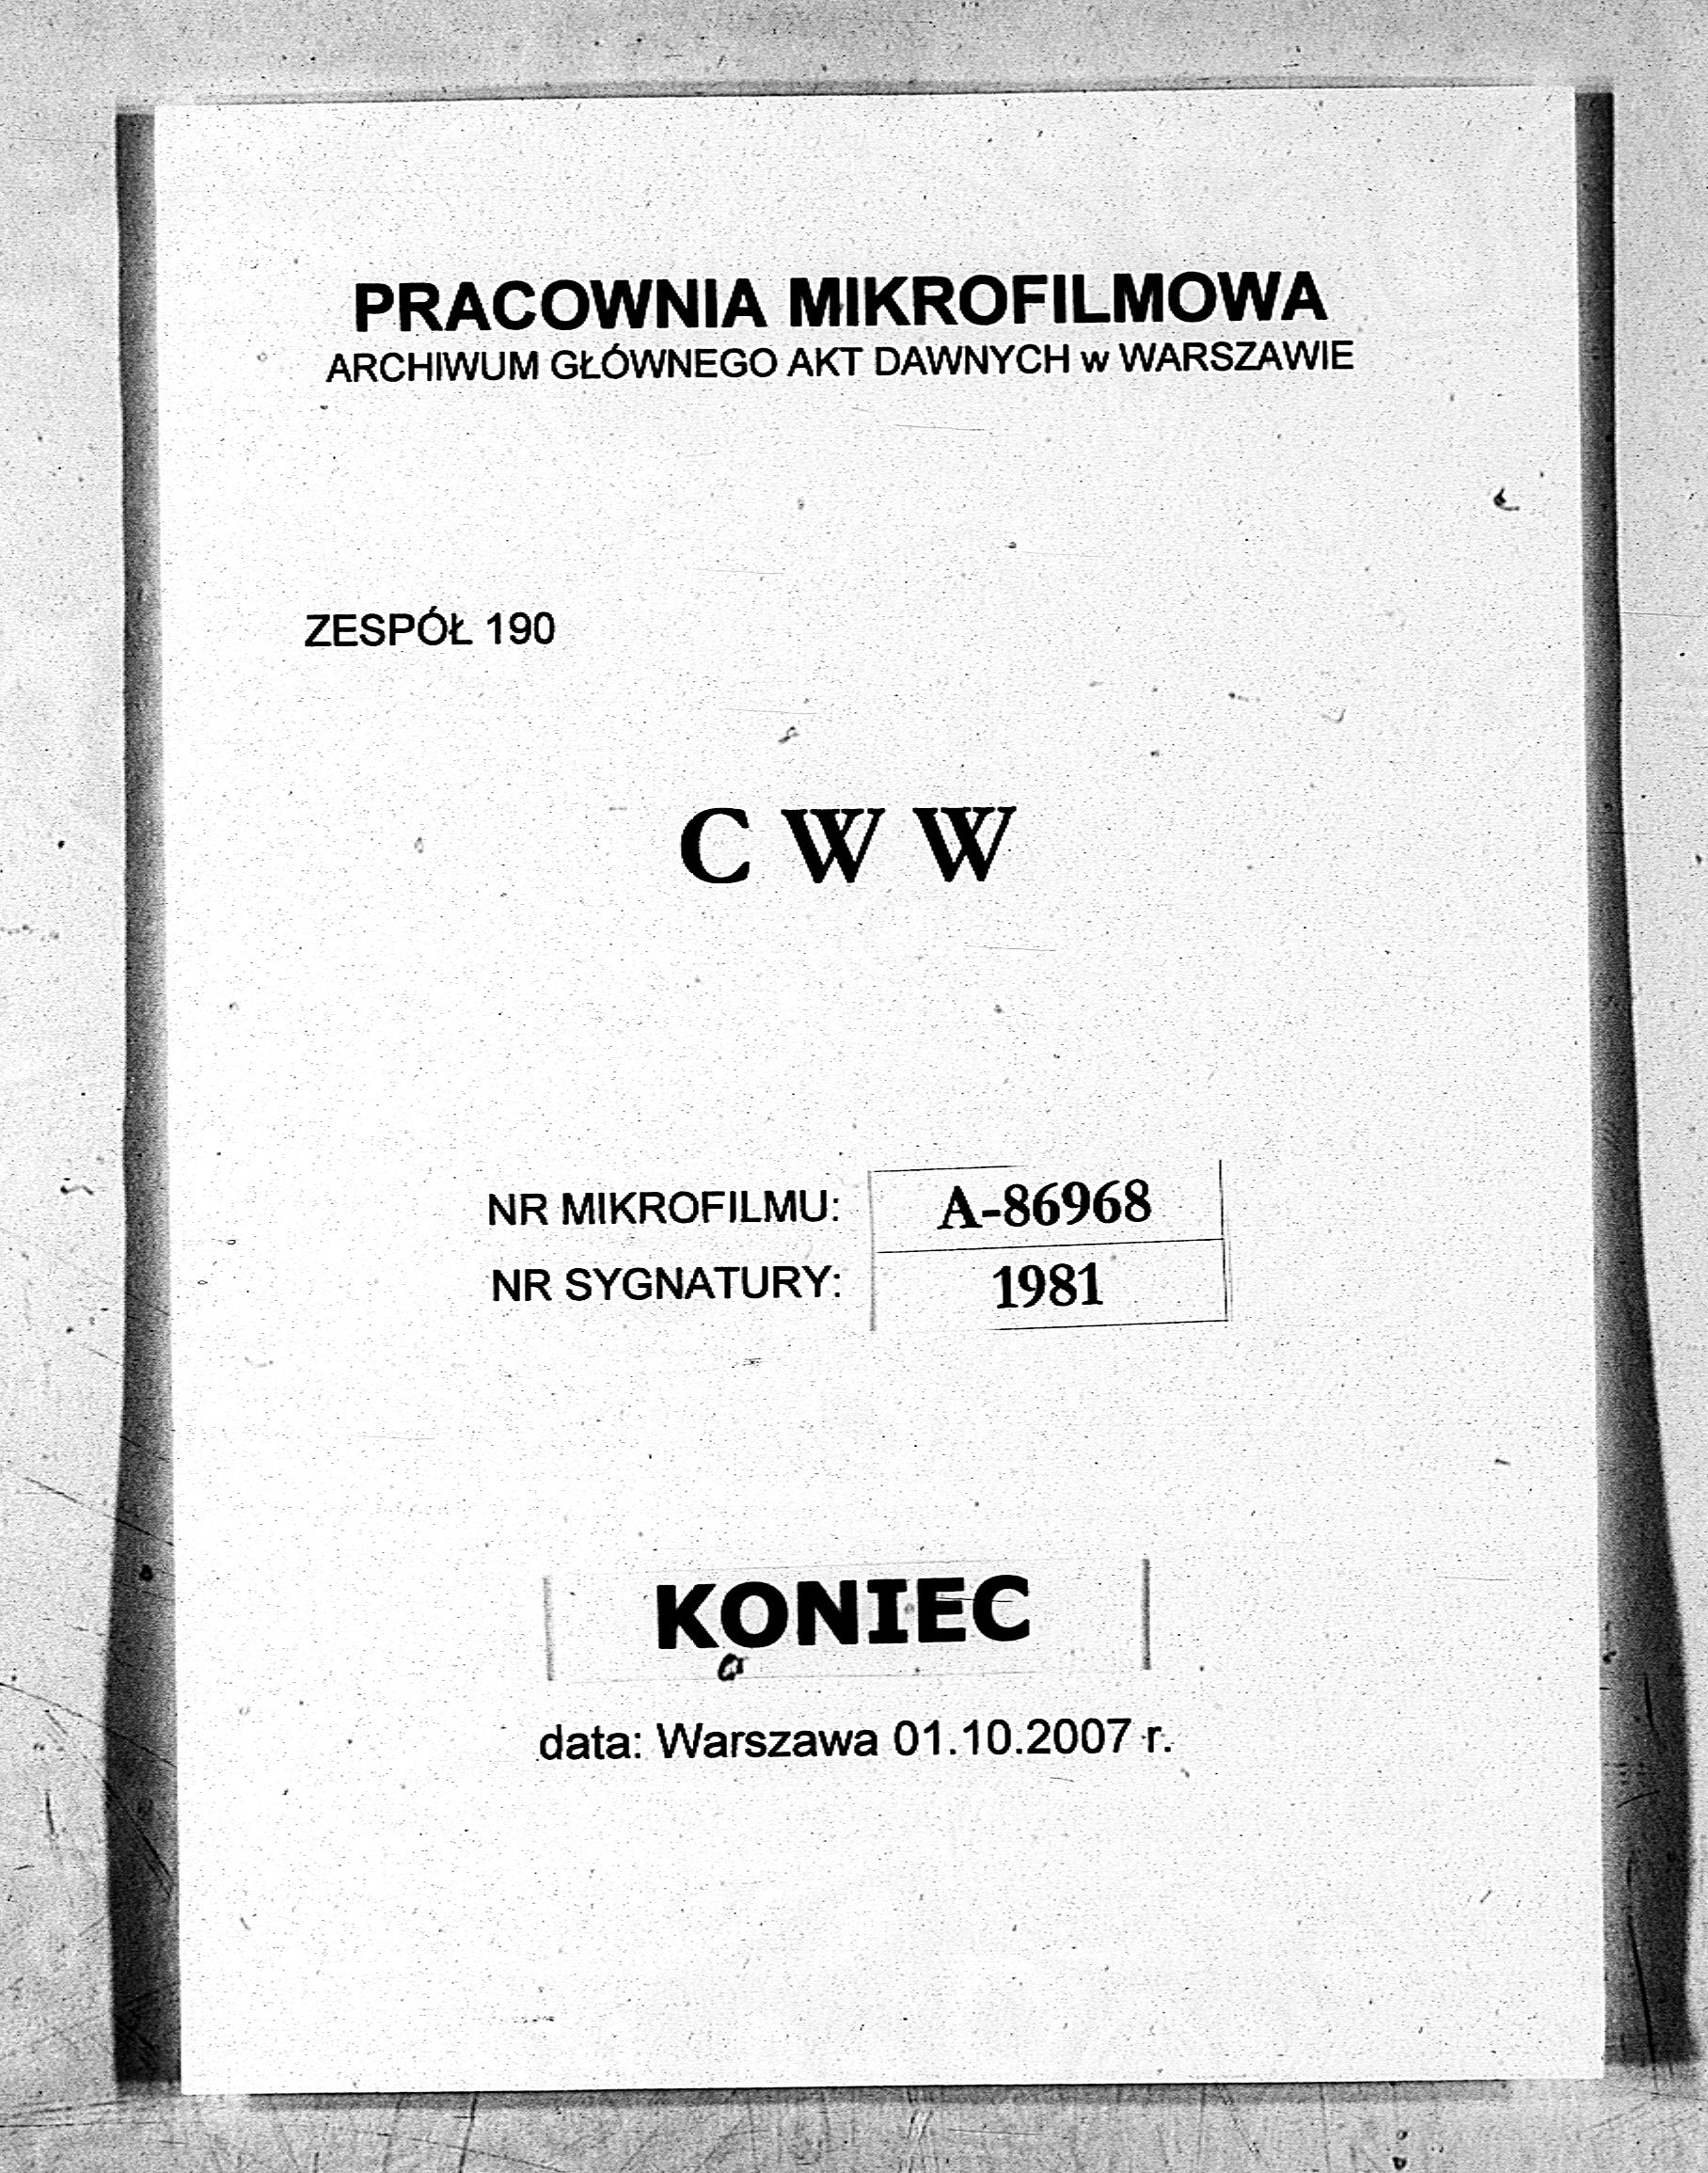 PRACOWNIA MIKROFILMOWA
ARCHIWUM GŁÓWNEGO AKT DAWNYCH w WARSZAWIE
ZESPÓŁ 190
C W W
NR MIKROFILMU: A-86968
NR SYGNATURY: 1981
KONIEC
data: Warszawa 01.10.2007 r.